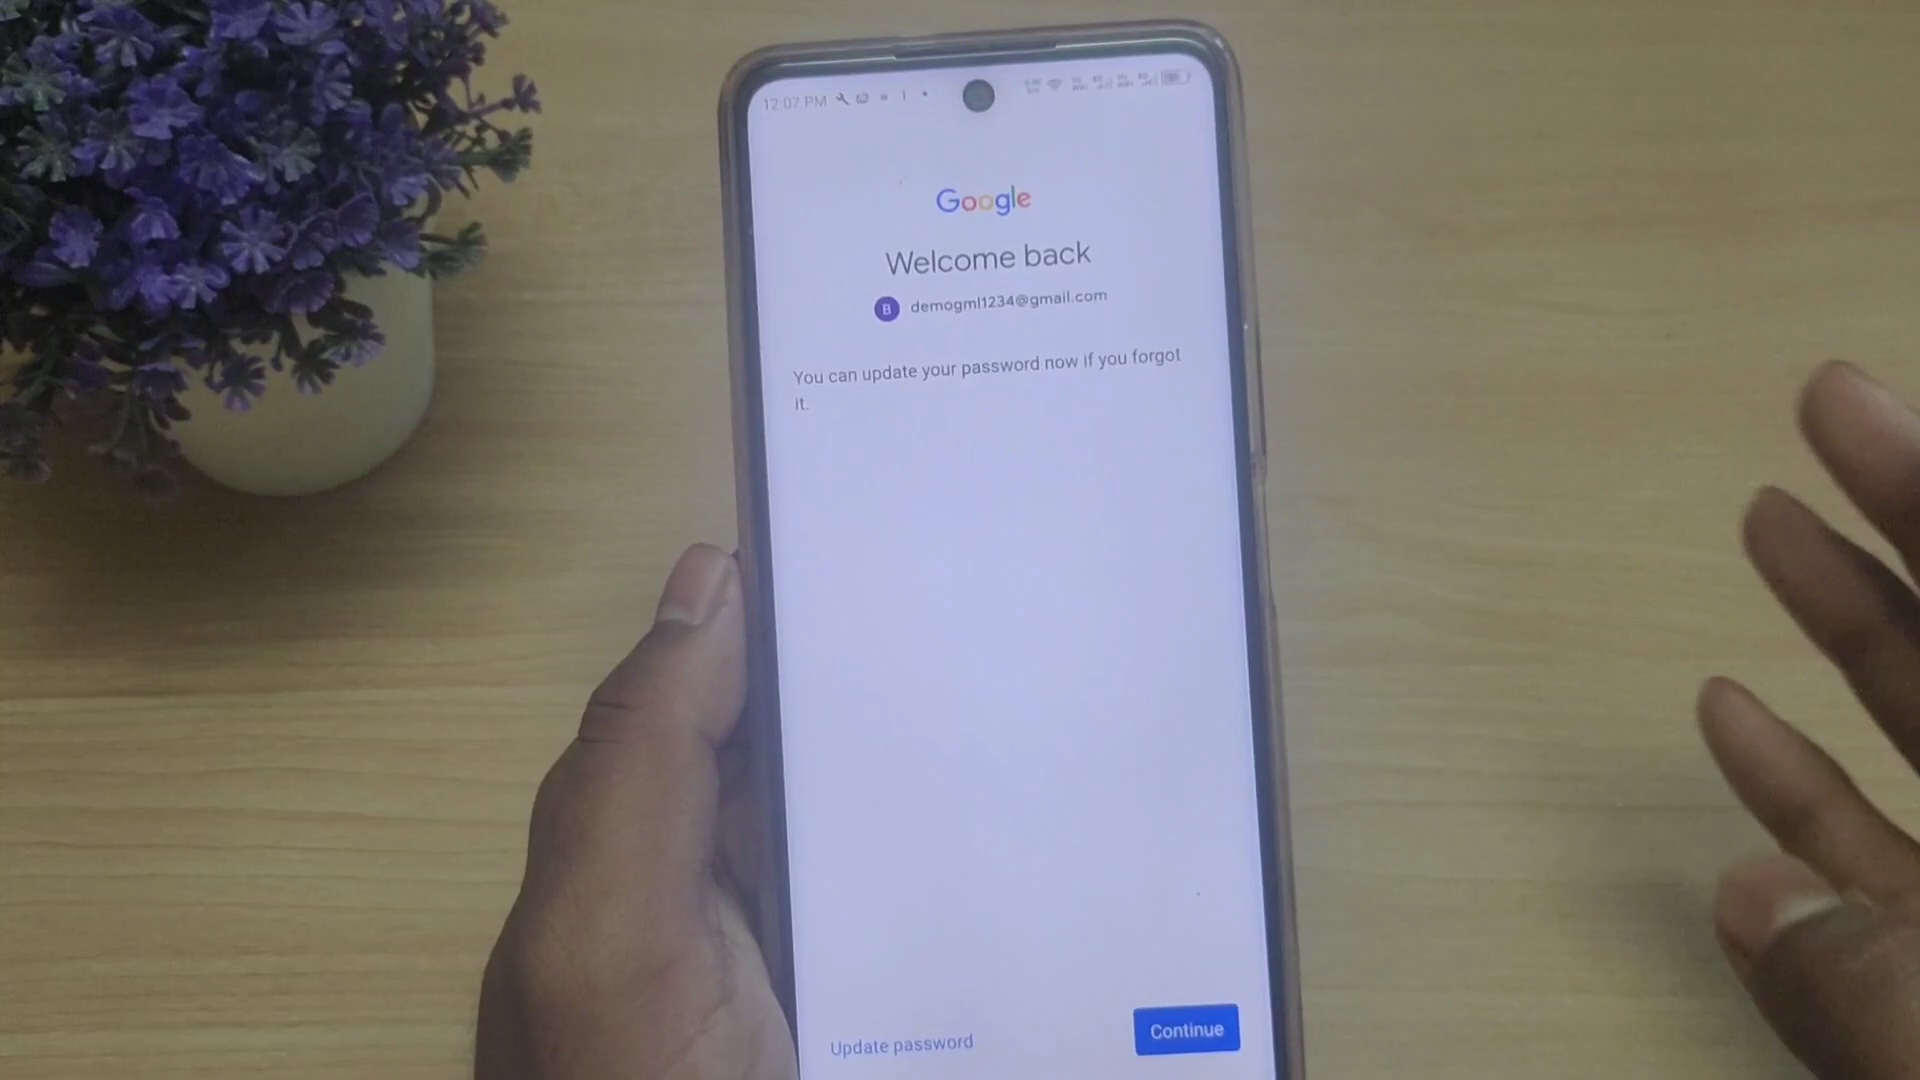 12:07 PM
Google
Welcome back
B demogml1234@gmail.com
You can update your password now if you forgot
it.
Update password
Continue